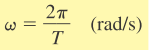 ω = 2π / T (rad/s)